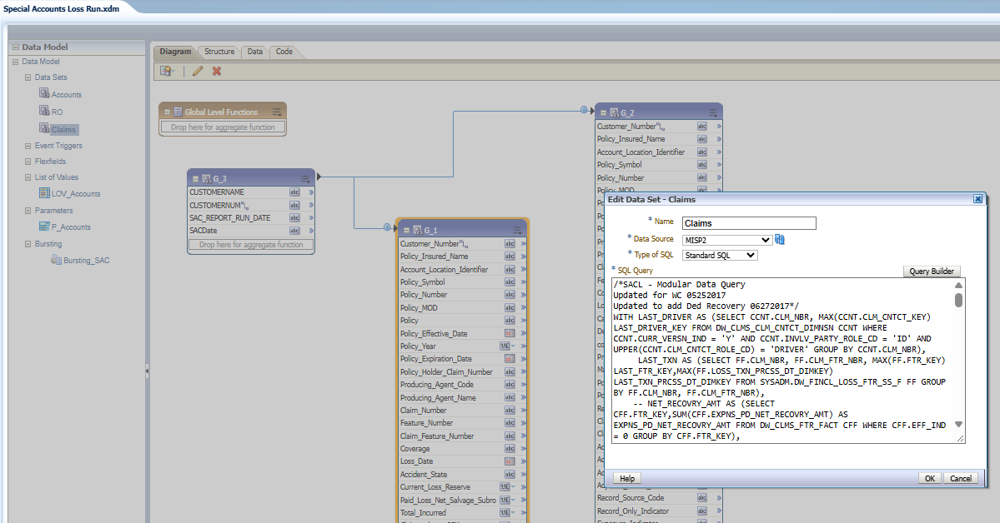 Special Accounts Loss Run.xdm
Data Model
Data Model
Data Sets
Accounts
RO
Claims
Event Triggers
Flexfields
List of Values
LOV_Accounts
Parameters
P_Accounts
Bursting
Bursting_SAC
Diagram
Structure
Data
Code
Global Level Functions
Drop here for aggregate function
G_3
CUSTOMERNAME
CUSTOMERNUM
SAC_REPORT_RUN_DATE
SACDate
Drop here for aggregate function
G_1
Customer_Number
Policy_Insured_Name
Account_Location_Identifier
Policy_Symbol
Policy_Number
Policy_MOD
Policy
Policy_Effective_Date
Policy_Year
Policy_Expiration_Date
Policy_Holder_Claim_Number
Producing_Agent_Code
Producing_Agent_Name
Claim_Number
Feature_Number
Claim_Feature_Number
Coverage
Loss_Date
Accident_State
Current_Loss_Reserve
Paid_Loss_Net_Salvage_Subro
Total_Incurred
G_2
Customer_Number
Policy_Insured_Name
Account_Location_Identifier
Policy_Symbol
Policy_Number
Policy_MOD
Record_Source_Code
Record_Only_Indicator
Edit Data Set - Claims
* Name Claims
* Data Source MISP2
* Type of SQL Standard SQL
* SQL Query
Query Builder
/*SACL - Modular Data Query
Updated for WC 05252017
Updated to add Ded Recovery 06272017*/
WITH LAST_DRIVER AS (SELECT CCNT.CLM_NBR, MAX(CCNT.CLM_CNTCT_KEY)
LAST_DRIVER_KEY FROM DW_CLMS_CLM_CNTCT_DIMNSN CCNT WHERE
CCNT.CURR_VERSN_IND = 'Y' AND CCNT.INVLV_PARTY_ROLE_CD = 'ID' AND
UPPER(CCNT.CLM_CNTCT_ROLE_CD) = 'DRIVER' GROUP BY CCNT.CLM_NBR),
LAST_TXN AS (SELECT FF.CLM_NBR, FF.CLM_FTR_NBR, MAX(FF.FTR_KEY)
LAST_FTR_KEY,MAX(FF.LOSS_TXN_PRCSS_DT_DIMKEY)
LAST_TXN_PRCSS_DT_DIMKEY FROM SYSADM.DW_FINCL_LOSS_FTR_SS_F FF GROUP
BY FF.CLM_NBR, FF.CLM_FTR_NBR),
-- NET_RECOVRY_AMT AS (SELECT
CFF.FTR_KEY,SUM(CFF.EXPNS_PD_NET_RECOVRY_AMT) AS
EXPNS_PD_NET_RECOVRY_AMT FROM DW_CLMS_FTR_FACT CFF WHERE CFF.EFF_IND
= 0 GROUP BY CFF.FTR_KEY),
Help
OK
Cancel